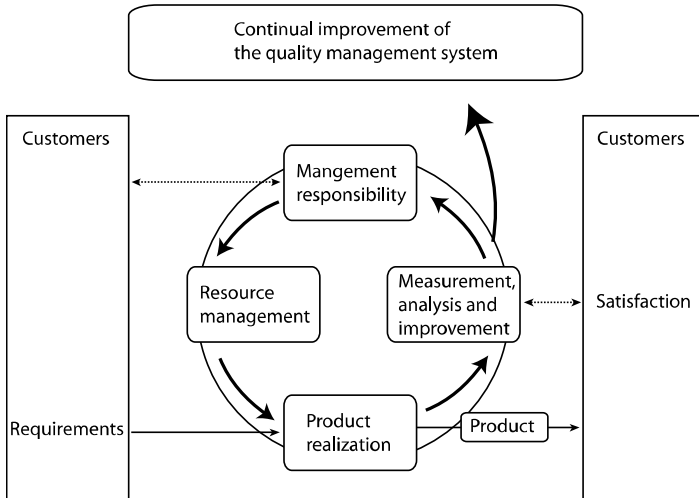 Continual improvement of
the quality management system
Customers
Customers
Mangement
responsibility
Resource
management
Measurement,
analysis and
improvement
Satisfaction
Requirements
Product
realization
Product